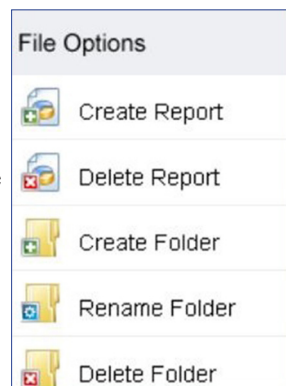 File Options
Create Report
Delete Report
Create Folder
Rename Folder
Delete Folder